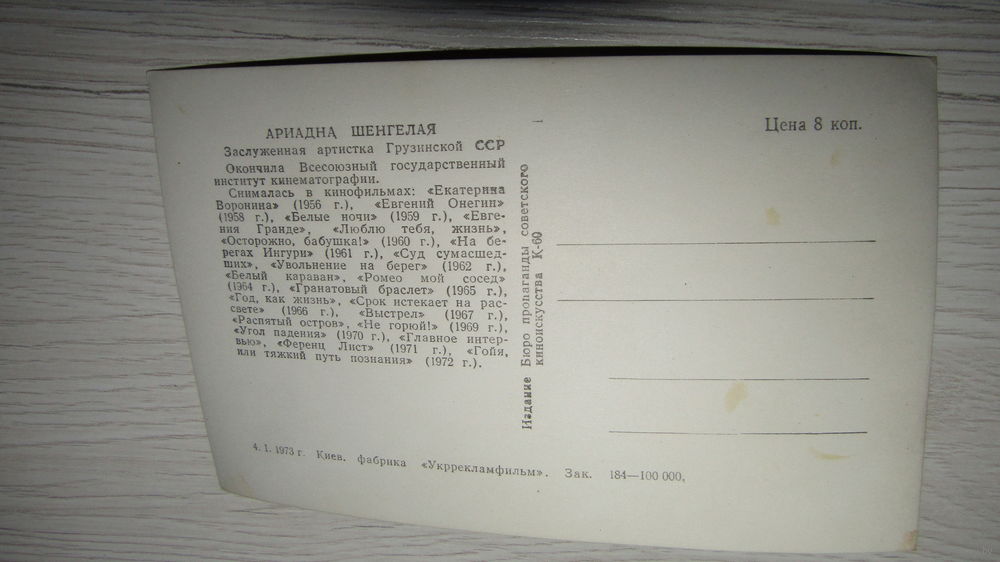 АРИАДНА ШЕНГЕЛАЯ
Заслуженная артистка Грузинской ССР
Окончила Всесоюзный государственный
институт кинематографии.
Снималась в кинофильмах: «Екатерина
Воронина» (1956 г.), «Евгений Онегин»
(1958 г.), «Белые ночи» (1959 г.), «Евге-
ния Гранде», «Люблю тебя, жизнь»,
«Осторожно, бабушка!» (1960 г.), «На бе-
регах Ингури» (1961 г.), «Суд сумасшед-
ших», «Увольнение на берег» (1962 г.),
«Белый караван», «Ромео мой сосед»
(1964 г.), «Гранатовый браслет» (1965 г.),
«Год, как жизнь», «Срок истекает на рас-
свете» (1966 г.), «Выстрел» (1967 г.),
«Распятый остров», «Не горюй!» (1969 г.),
«Угол падения» (1970 г.), «Главное интер-
вью», «Ференц Лист» (1971 г.), «Гойя,
или тяжкий путь познания» (1972 г.).
4. 1. 1973 г. Киев. фабрика «Укррекламфильм». Зак. 184—100 000,
Издание Бюро пропаганды советского
киноискусства К-60
Цена 8 коп.